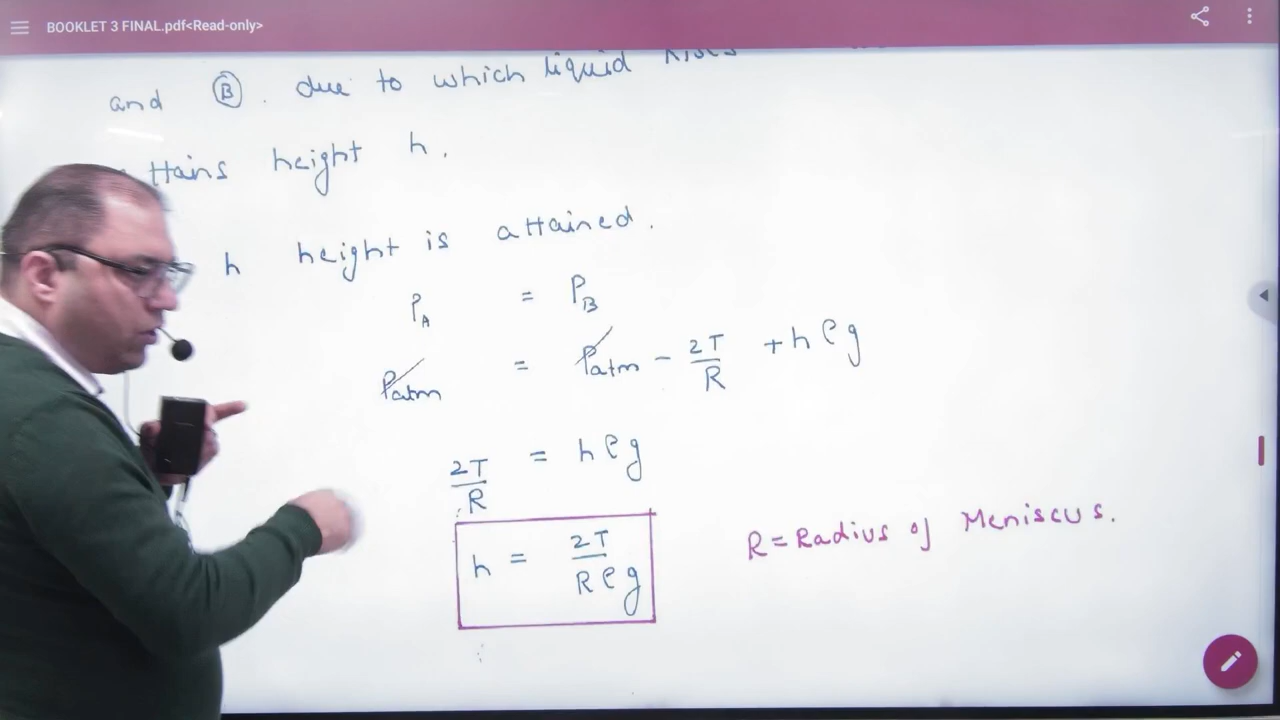 BOOKLET 3 FINAL.pdf<Read-only>
and Ⓑ. due to which liquid
ttains height h.
h height is attained.
P_A = P_B
Patm = Patm - 2T/R + hρg
2T/R = hρg
h = 2T/Rρg
R = Radius of Meniscus.